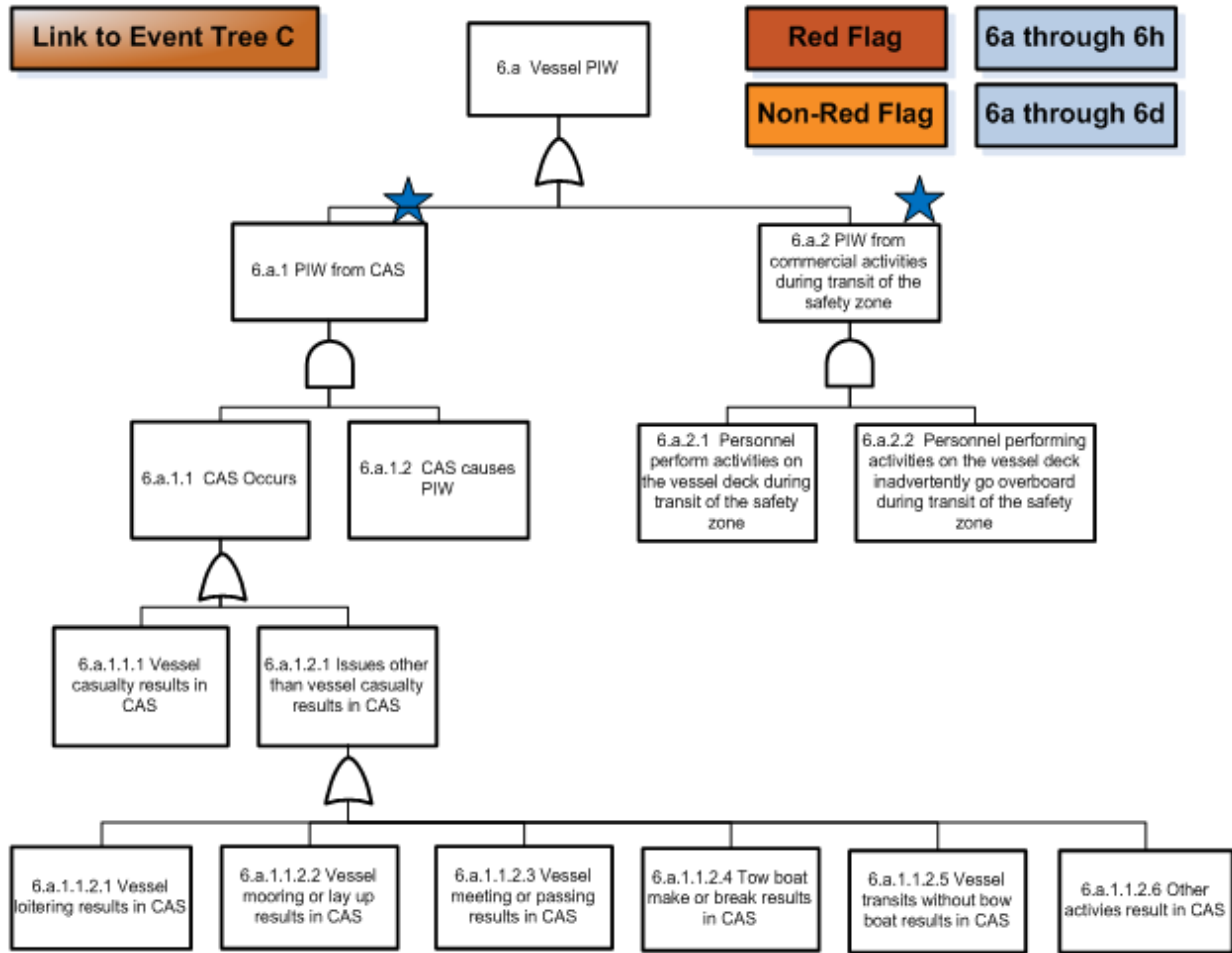 Link to Event Tree C
6.a Vessel PIW
Red Flag
6a through 6h
Non-Red Flag
6a through 6d
6.a.1 PIW from CAS
6.a.2 PIW from
commercial activities
during transit of the
safety zone
6.a.1.1 CAS Occurs
6.a.1.2 CAS causes
PIW
6.a.2.1 Personnel
perform activities on
the vessel deck during
transit of the safety
zone
6.a.2.2 Personnel performing
activities on the vessel deck
inadvertently go overboard
during transit of the safety
zone
6.a.1.1.1 Vessel
casualty results in
CAS
6.a.1.2.1 Issues other
than vessel casualty
results in CAS
6.a.1.1.2.1 Vessel
loitering results in CAS
6.a.1.1.2.2 Vessel
mooring or lay up
results in CAS
6.a.1.1.2.3 Vessel
meeting or passing
results in CAS
6.a.1.1.2.4 Tow boat
make or break results
in CAS
6.a.1.1.2.5 Vessel
transits without bow
boat results in CAS
6.a.1.1.2.6 Other
activies result in CAS